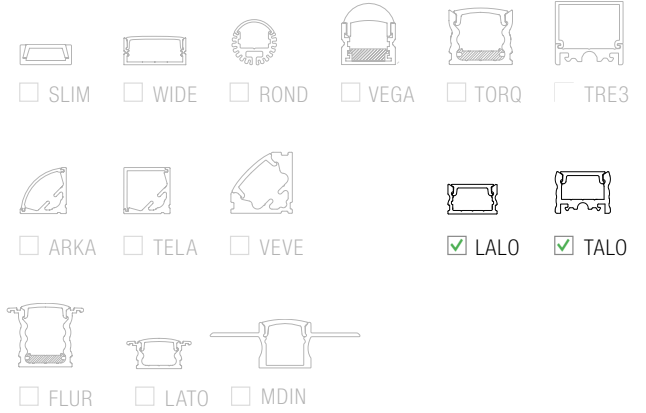 SLIM WIDE ROND VEGA TORQ TRE3
ARKA TELA VEVE LALO TALO
FLUR LATO MDIN